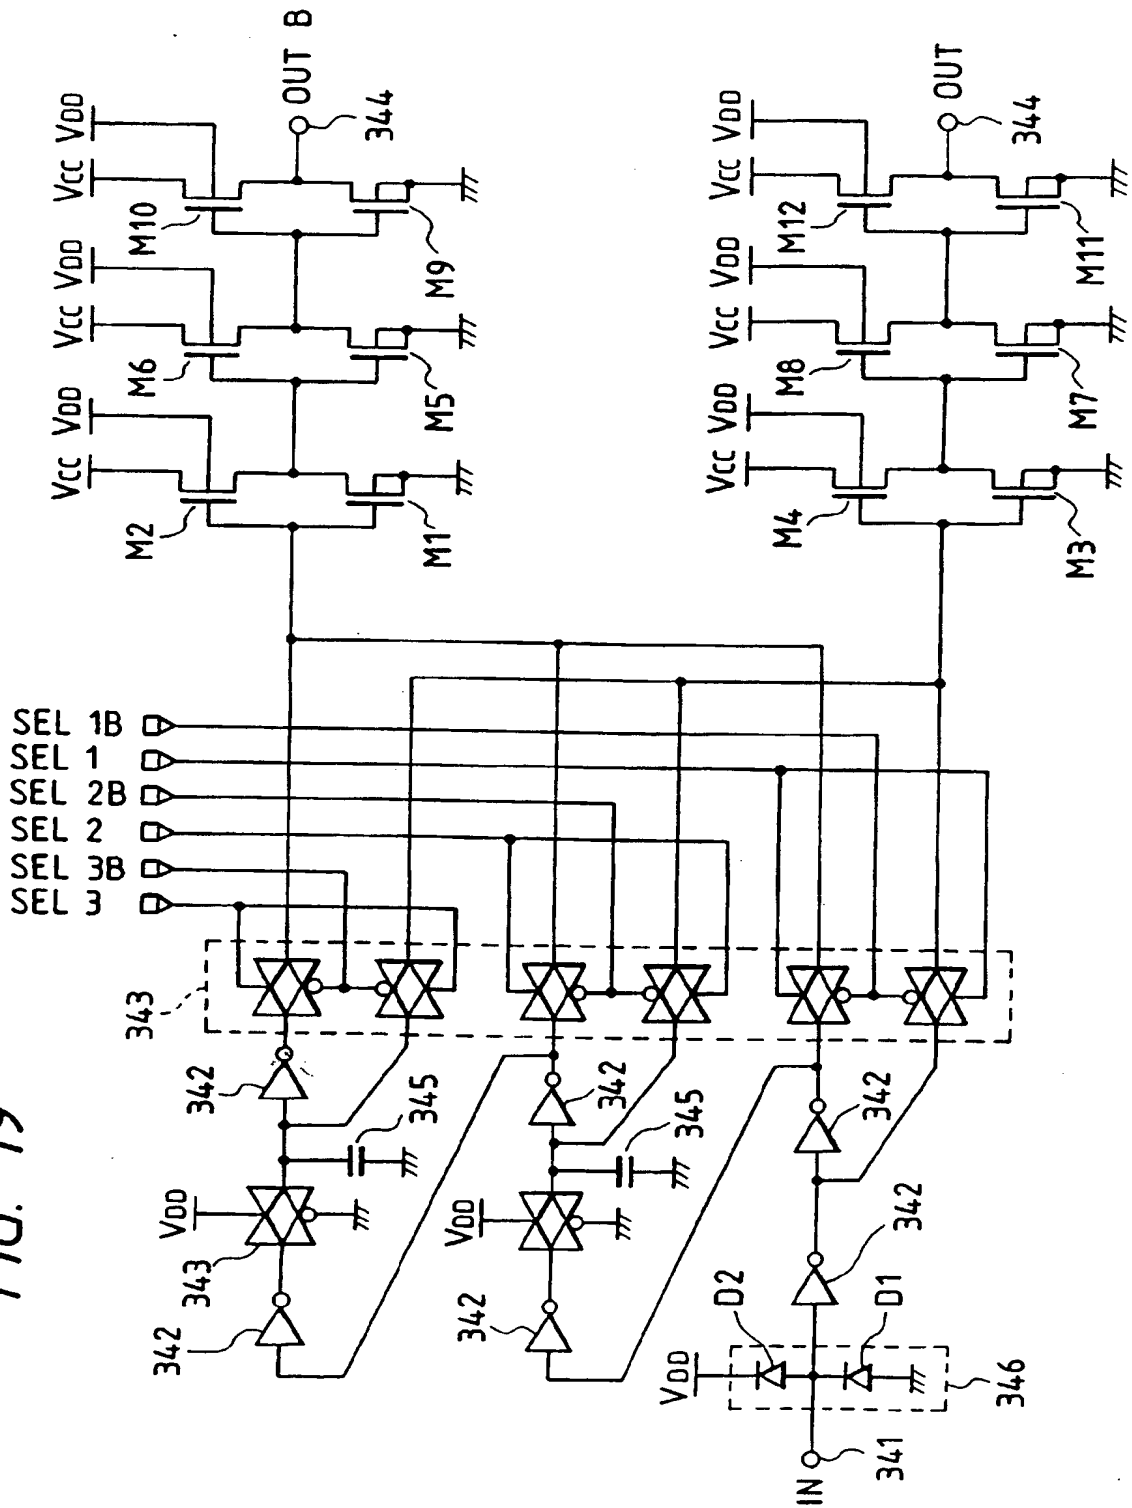 FIG. 19
SEL 1B
SEL 1
SEL 2B
SEL 2
SEL 3B
SEL 3
VCC VDD
M2
M1
VCC VDD
M6
M5
VCC VDD
M10
M9
OUT B
344
VCC VDD
M4
M3
VCC VDD
M8
M7
VCC VDD
M12
M11
OUT
344
343
342
345
VDD
343
342
342
345
VDD
342
342
342
D2
D1
VDD
346
IN
341